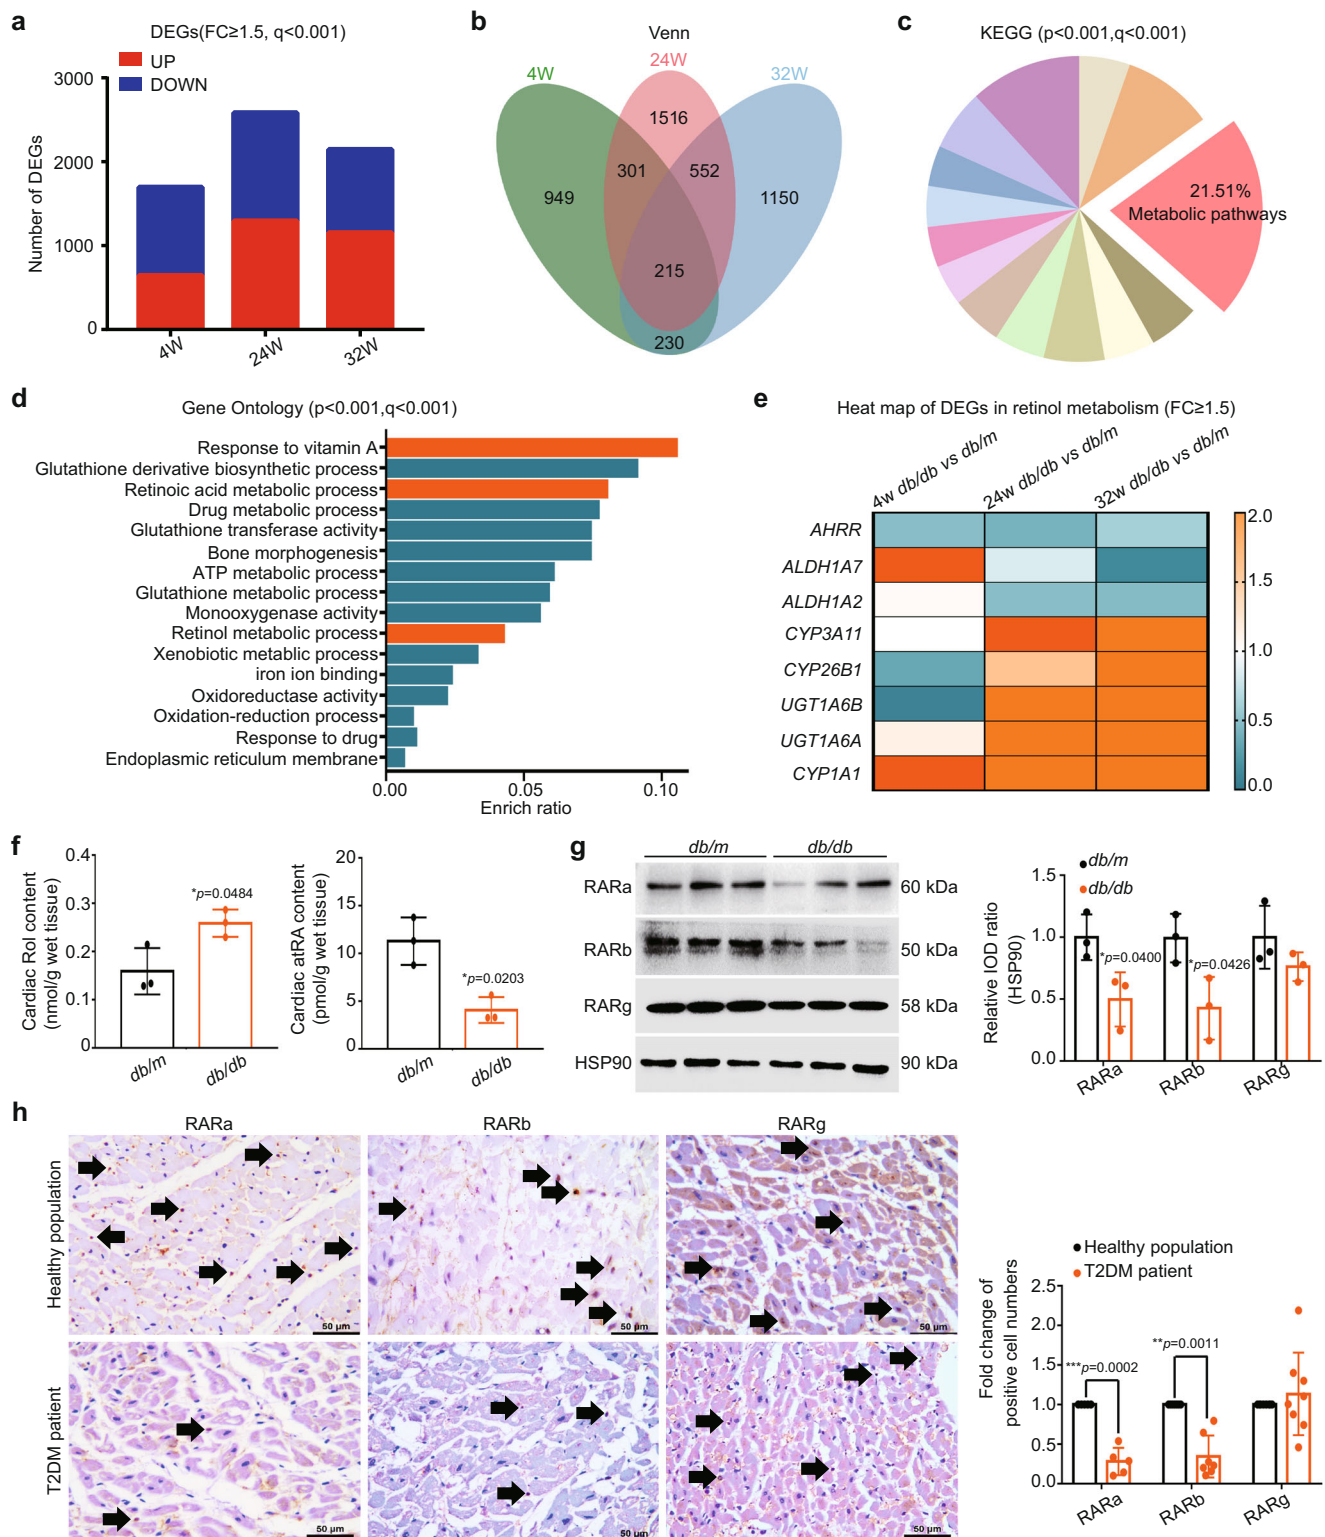 a
DEGs(FC≥1.5, q<0.001)
UP
DOWN
Number of DEGs
3000
2000
1000
0
4W
24W
32W
b
Venn
4W
24W
32W
1516
301
552
949
1150
215
230
c
KEGG (p<0.001,q<0.001)
21.51%
Metabolic pathways
d
Gene Ontology (p<0.001,q<0.001)
Response to vitamin A
Glutathione derivative biosynthetic process
Retinoic acid metabolic process
Drug metabolic process
Glutathione transferase activity
Bone morphogenesis
ATP metabolic process
Glutathione metabolic process
Monooxygenase activity
Retinol metabolic process
Xenobiotic metablic process
iron ion binding
Oxidoreductase activity
Oxidation-reduction process
Response to drug
Endoplasmic reticulum membrane
0.00
0.05
0.10
Enrich ratio
e
Heat map of DEGs in retinol metabolism (FC≥1.5)
4w db/db vs db/m
24w db/db vs db/m
32w db/db vs db/m
AHRR
ALDH1A7
ALDH1A2
CYP3A11
CYP26B1
UGT1A6B
UGT1A6A
CYP1A1
2.0
1.5
1.0
0.5
0.0
f
Cardiac Rol content
(nmol/g wet tissue)
0.4
0.3
0.2
0.1
0
*p=0.0484
db/m
db/db
Cardiac atRA content
(pmol/g wet tissue)
20
15
10
5
0
*p=0.0203
db/m
db/db
g
db/m
db/db
RARa
60 kDa
RARb
50 kDa
RARg
58 kDa
HSP90
90 kDa
db/m
db/db
Relative IOD ratio
(HSP90)
1.5
1.0
0.5
0.0
*p=0.0400
*p=0.0426
RARa
RARb
RARg
h
RARa
RARb
RARg
Healthy population
50 μm
50 μm
50 μm
T2DM patient
50 μm
50 μm
50 μm
Healthy population
T2DM patient
Fold change of
positive cell numbers
2.5
2.0
1.5
1.0
0.5
0.0
***p=0.0002
**p=0.0011
RARa
RARb
RARg